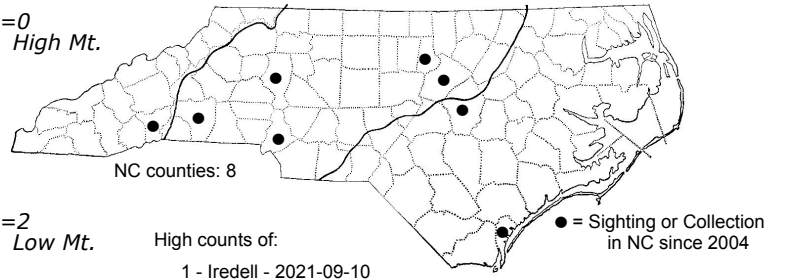 =0
High Mt.
NC counties: 8
=2
Low Mt.
High counts of:
1 - Iredell - 2021-09-10
= Sighting or Collection
in NC since 2004